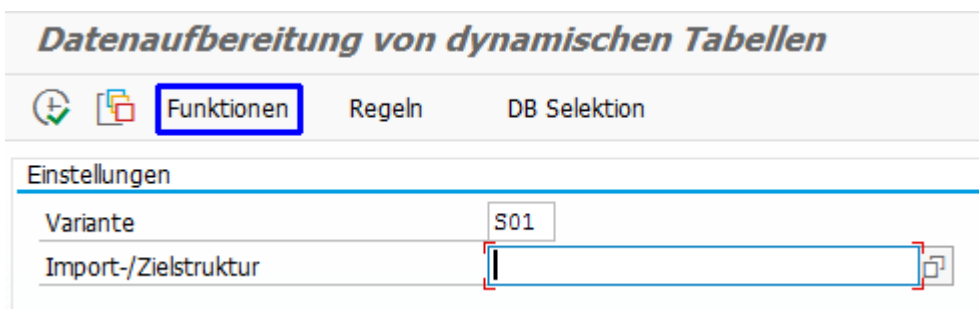 Datenaufbereitung von dynamischen Tabellen
Funktionen Regeln DB Selektion
Einstellungen
Variante S01
Import-/Zielstruktur